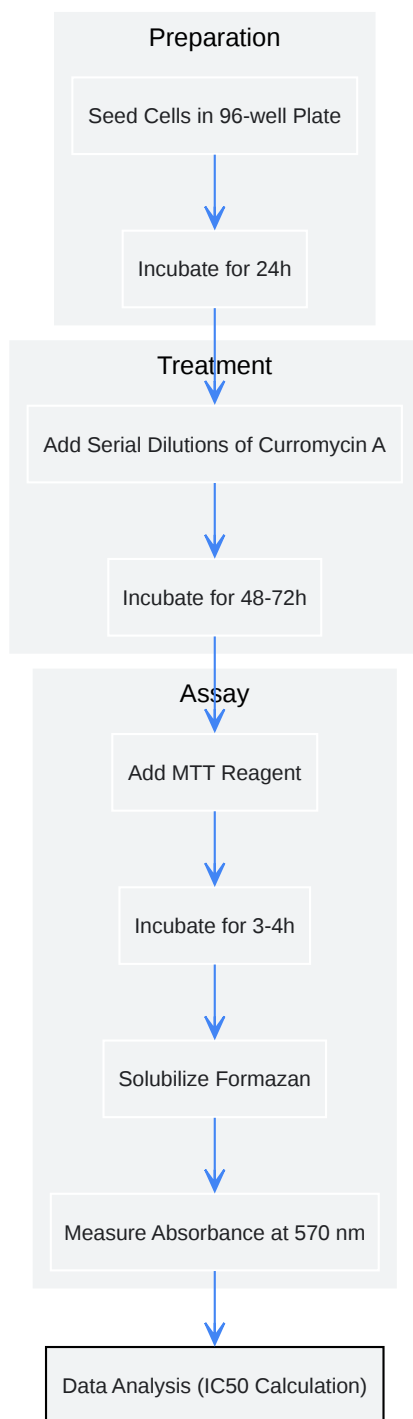 Preparation
Seed Cells in 96-well Plate
Incubate for 24h
Treatment
Add Serial Dilutions of Curromycin A
Incubate for 48-72h
Assay
Add MTT Reagent
Incubate for 3-4h
Solubilize Formazan
Measure Absorbance at 570 nm
Data Analysis (IC50 Calculation)